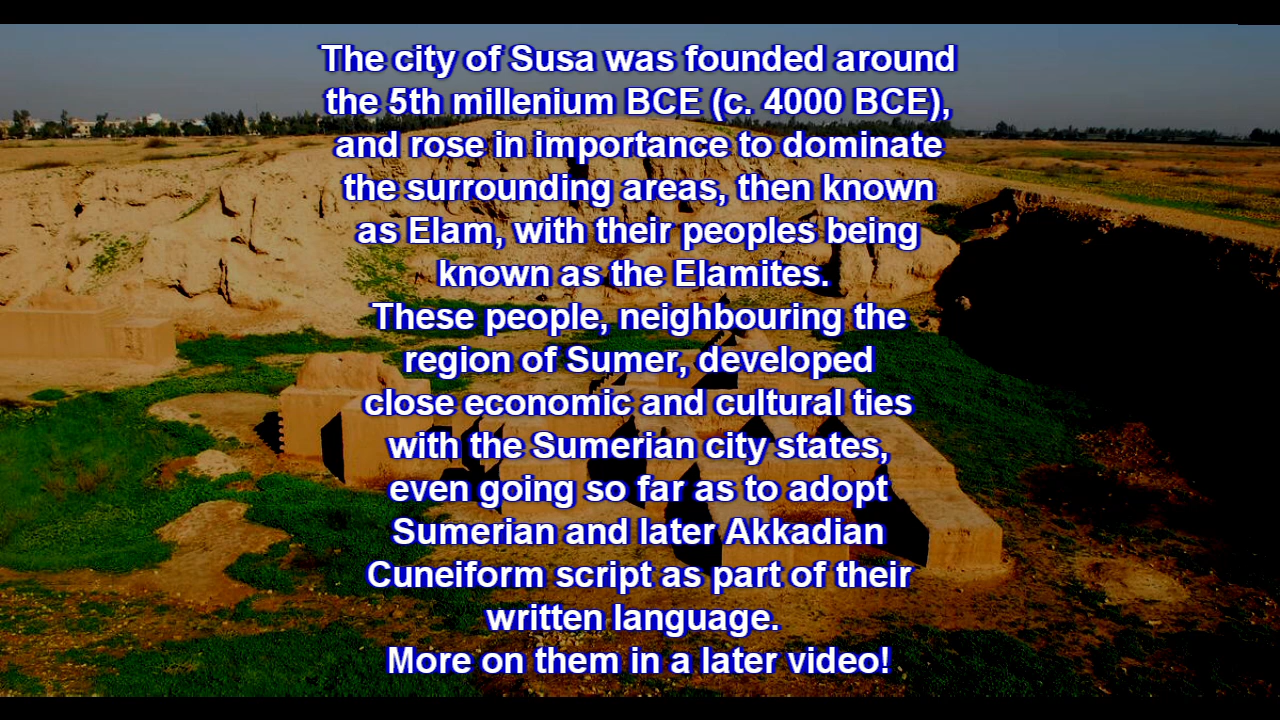 The city of Susa was founded around
the 5th millenium BCE (c. 4000 BCE),
and rose in importance to dominate
the surrounding areas, then known
as Elam, with their peoples being
known as the Elamites.
These people, neighbouring the
region of Sumer, developed
close economic and cultural ties
with the Sumerian city states,
even going so far as to adopt
Sumerian and later Akkadian
Cuneiform script as part of their
written language.
More on them in a later video!